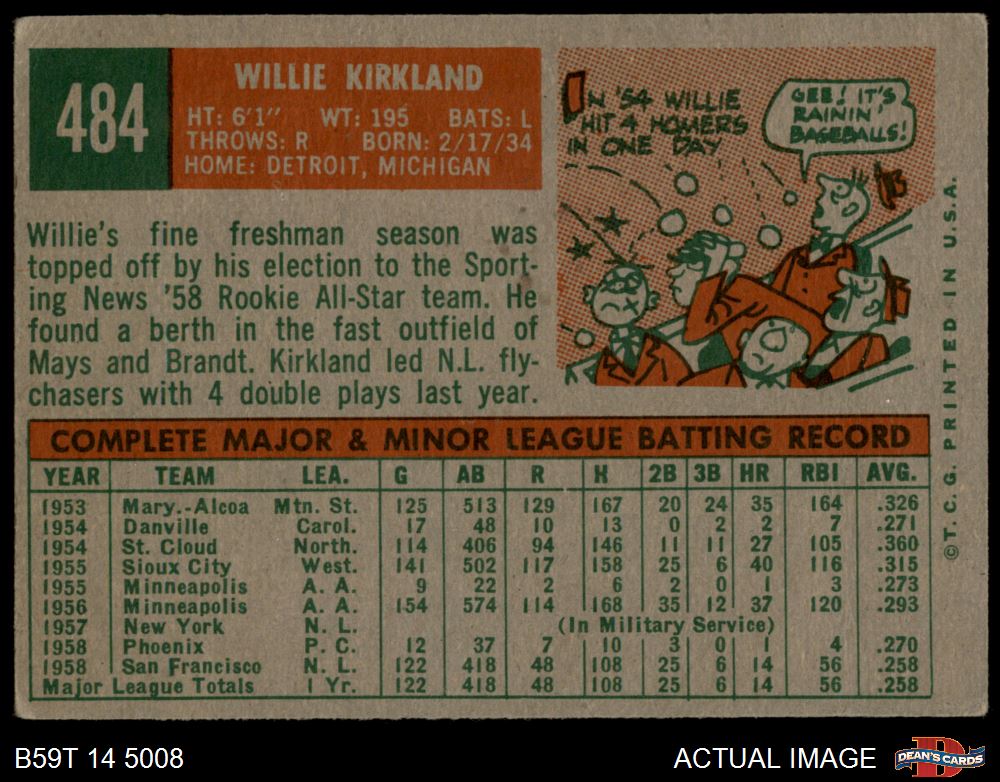 484
WILLIE KIRKLAND
HT: 6'1" WT: 195 BATS: L
THROWS: R BORN: 2/17/34
HOME: DETROIT, MICHIGAN
IN '54 WILLIE
HIT 4 HOMERS
IN ONE DAY
GEE! IT'S
RAININ'
BASEBALLS!
Willie's fine freshman season was
topped off by his election to the Sport-
ing News '58 Rookie All-Star team. He
found a berth in the fast outfield of
Mays and Brandt. Kirkland led N.L. fly-
chasers with 4 double plays last year.
COMPLETE MAJOR & MINOR LEAGUE BATTING RECORD
YEAR TEAM LEA. G AB R H 2B 3B HR RBI AVG.
1953 Mary.-Alcoa Mtn. St. 125 513 129 167 20 24 35 164 .326
1954 Danville Carol. 17 48 10 13 0 2 2 7 .271
1954 St. Cloud North. 114 406 94 146 11 11 27 105 .360
1955 Sioux City West. 141 502 117 158 25 6 40 116 .315
1955 Minneapolis A. A. 9 22 2 6 2 0 1 3 .273
1956 Minneapolis A. A. 154 574 114 168 35 12 37 120 .293
1957 New York N. L. (In Military Service)
1958 Phoenix P. C. 12 37 7 10 3 0 1 4 .270
1958 San Francisco N. L. 122 418 48 108 25 6 14 56 .258
Major League Totals 1 Yr. 122 418 48 108 25 6 14 56 .258
©T. C. G. PRINTED IN U.S.A.
B59T 14 5008
ACTUAL IMAGE
D
DEAN'S CARDS